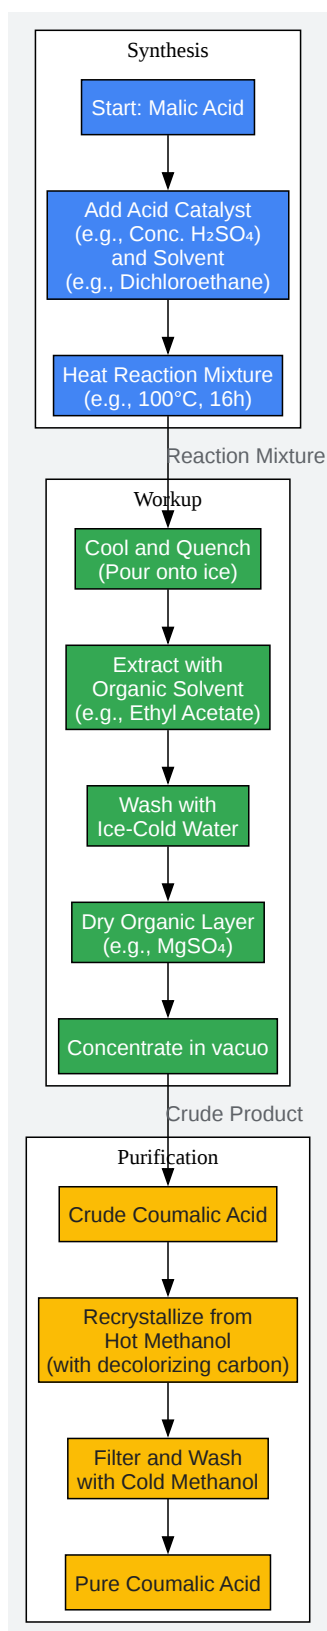 Synthesis
Start: Malic Acid
Add Acid Catalyst
(e.g., Conc. H₂SO₄)
and Solvent
(e.g., Dichloroethane)
Heat Reaction Mixture
(e.g., 100°C, 16h)
Reaction Mixture
Workup
Cool and Quench
(Pour onto ice)
Extract with
Organic Solvent
(e.g., Ethyl Acetate)
Wash with
Ice-Cold Water
Dry Organic Layer
(e.g., MgSO₄)
Concentrate in vacuo
Crude Product
Purification
Crude Coumalic Acid
Recrystallize from
Hot Methanol
(with decolorizing carbon)
Filter and Wash
with Cold Methanol
Pure Coumalic Acid